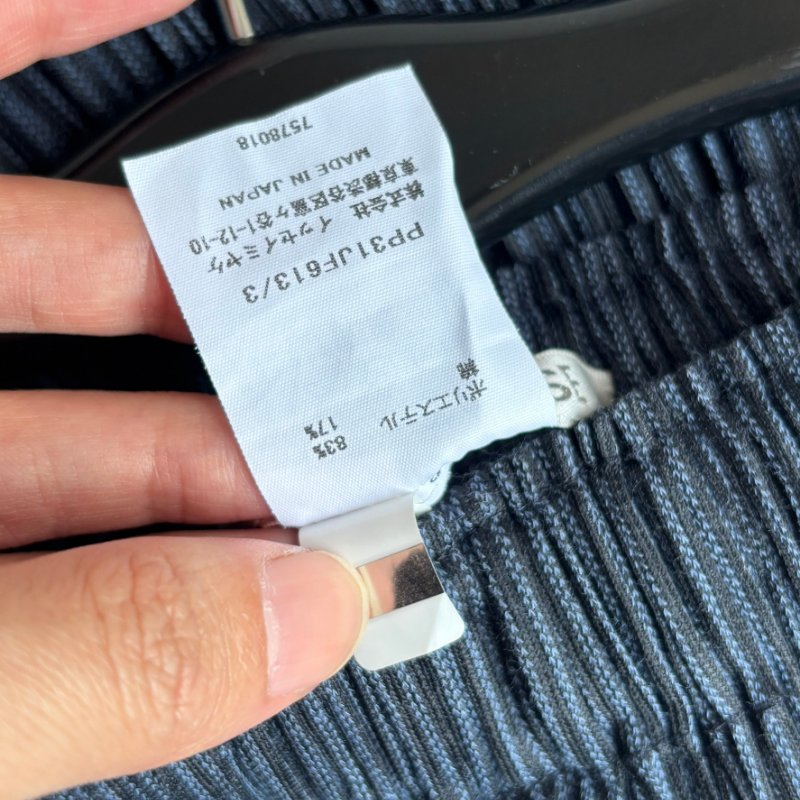 ポリエステル 83%
綿 17%
PP31JF613/3
株式会社 イッセイミヤケ
東京都渋谷区富ヶ谷1-12-10
MADE IN JAPAN
7578018